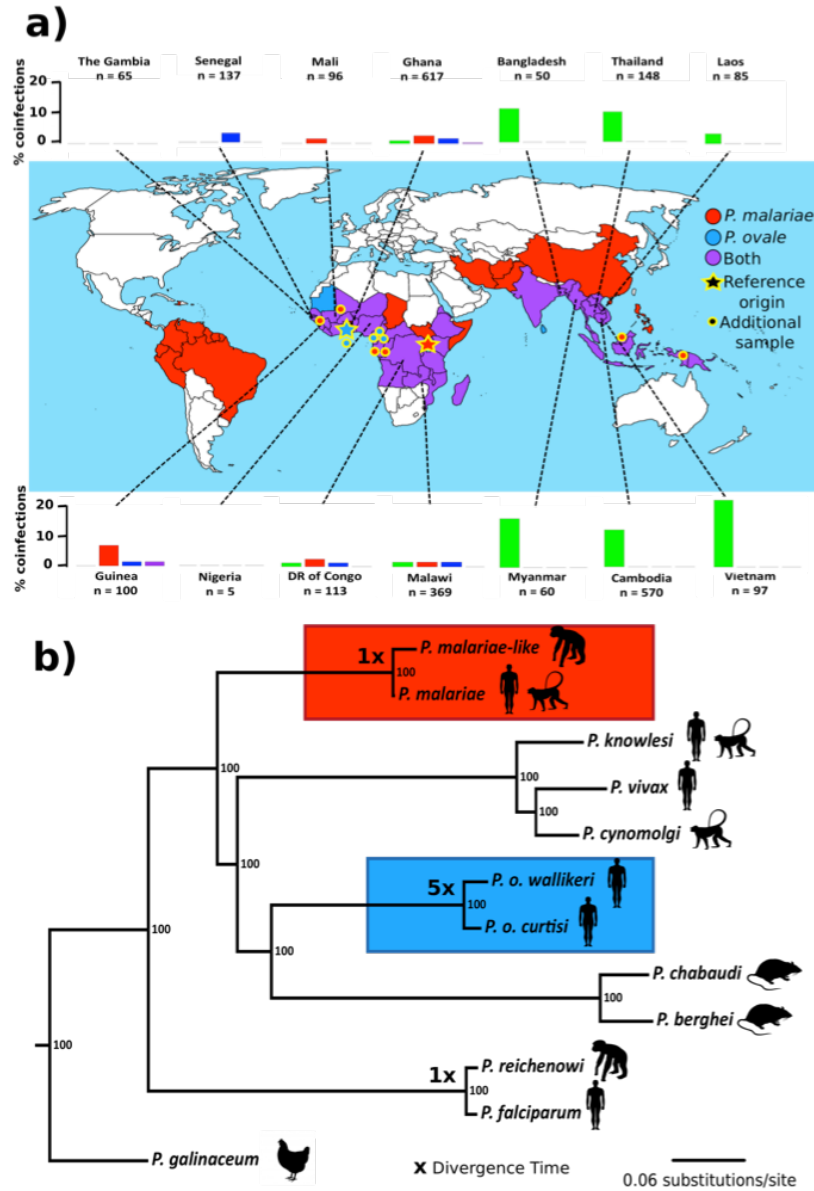 a)
The Gambia Senegal Mali Ghana Bangladesh Thailand Laos
n = 65 n = 137 n = 96 n = 617 n = 50 n = 148 n = 85
% coinfections
20
10
0
P. malariae
P. ovale
Both
Reference
origin
Additional
sample
% coinfections
20
10
0
Guinea Nigeria DR of Congo Malawi Myanmar Cambodia Vietnam
n = 100 n = 5 n = 113 n = 369 n = 60 n = 570 n = 97
b)
P. malariae-like
1x
100
P. malariae
P. knowlesi
100
100
P. vivax
100
P. cynomolgi
100
P. o. wallikeri
5x
100
P. o. curtisi
100
100
P. chabaudi
100
P. berghei
100
P. reichenowi
1x
100
P. falciparum
P. galinaceum
X Divergence Time
0.06 substitutions/site